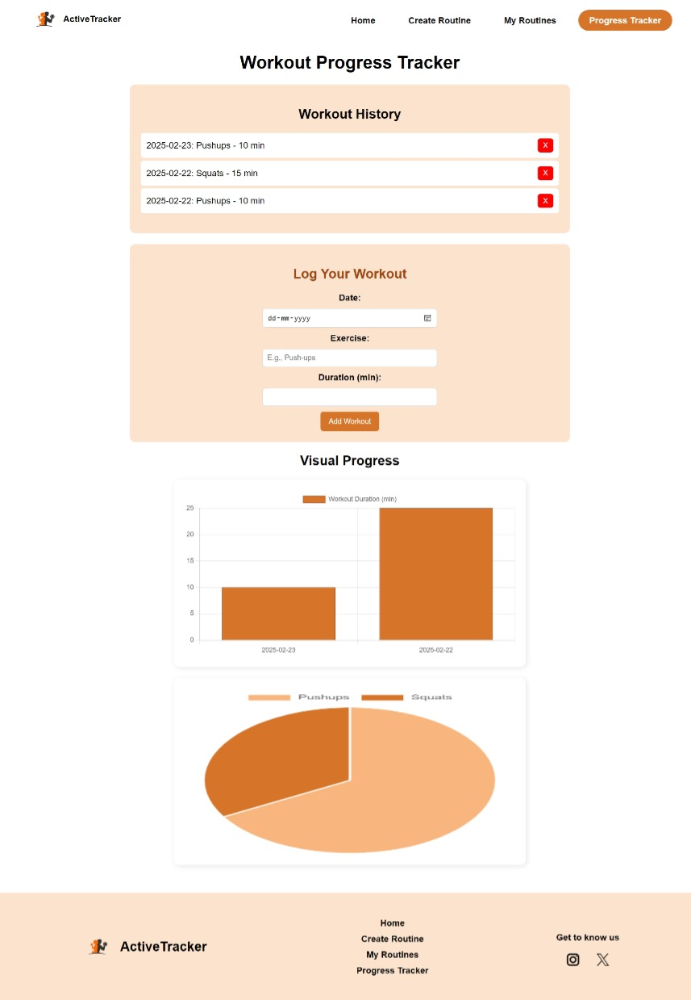 ActiveTracker
Home Create Routine My Routines Progress Tracker
Workout Progress Tracker
Workout History
2025-02-23: Pushups - 10 min X
2025-02-22: Squats - 15 min X
2025-02-22: Pushups - 10 min X
Log Your Workout
Date:
dd-mm-yyyy
Exercise:
E.g., Push-ups
Duration (min):
Add Workout
Visual Progress
Workout Duration (min)
25
20
15
10
5
0
2025-02-23 2025-02-22
Pushups Squats
ActiveTracker
Home
Create Routine
My Routines
Progress Tracker
Get to know us